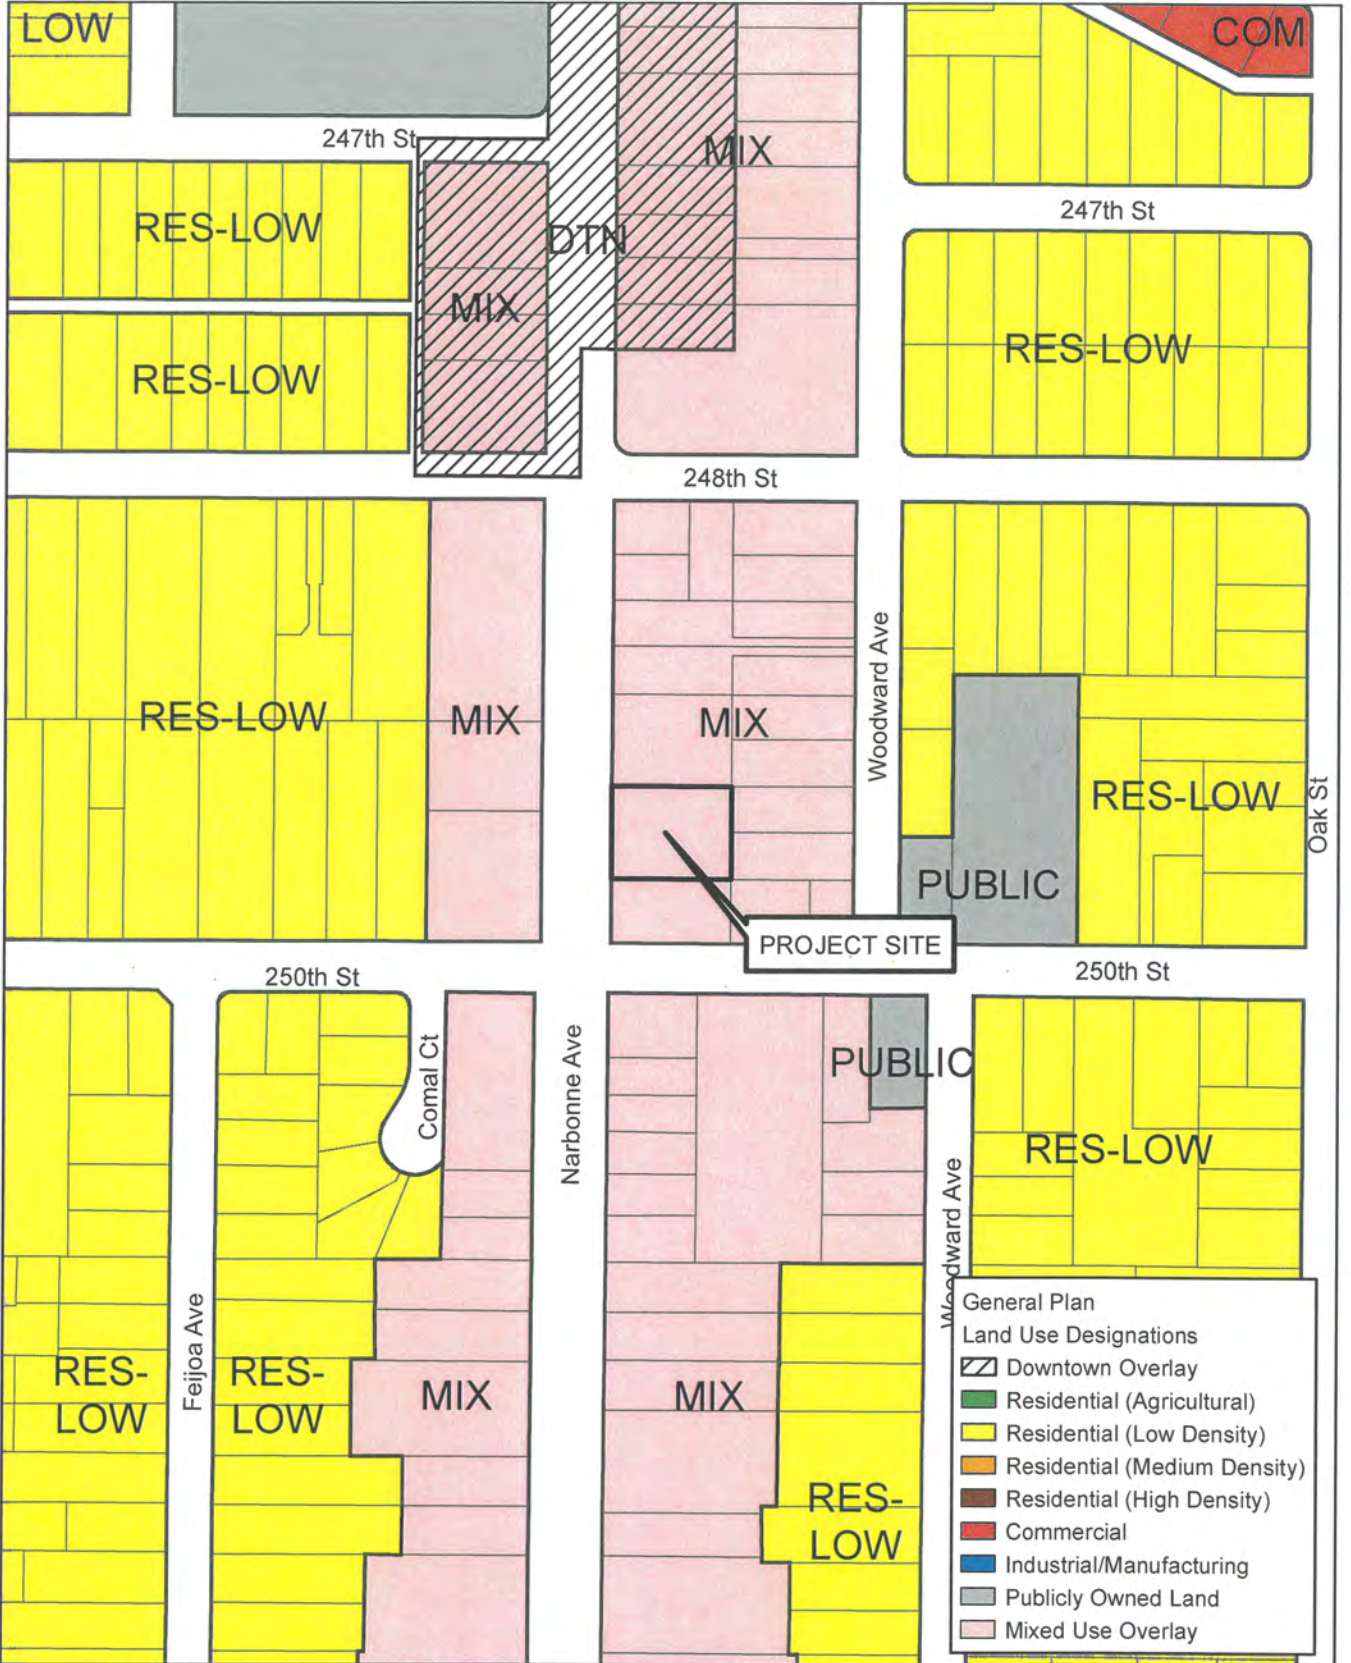 LOW
COM
247th St
MIX
RES-LOW
247th St
DTN
MIX
RES-LOW
RES-LOW
248th St
Woodward Ave
RES-LOW
MIX
MIX
RES-LOW
Oak St
PUBLIC
PROJECT SITE
250th St
250th St
Comal Ct
Narbonne Ave
PUBLIC
RES-LOW
Woodward Ave
Feijoa Ave
RES-
LOW
RES-
LOW
MIX
MIX
RES-
LOW
General Plan
Land Use Designations
Downtown Overlay
Residential (Agricultural)
Residential (Low Density)
Residential (Medium Density)
Residential (High Density)
Commercial
Industrial/Manufacturing
Publicly Owned Land
Mixed Use Overlay